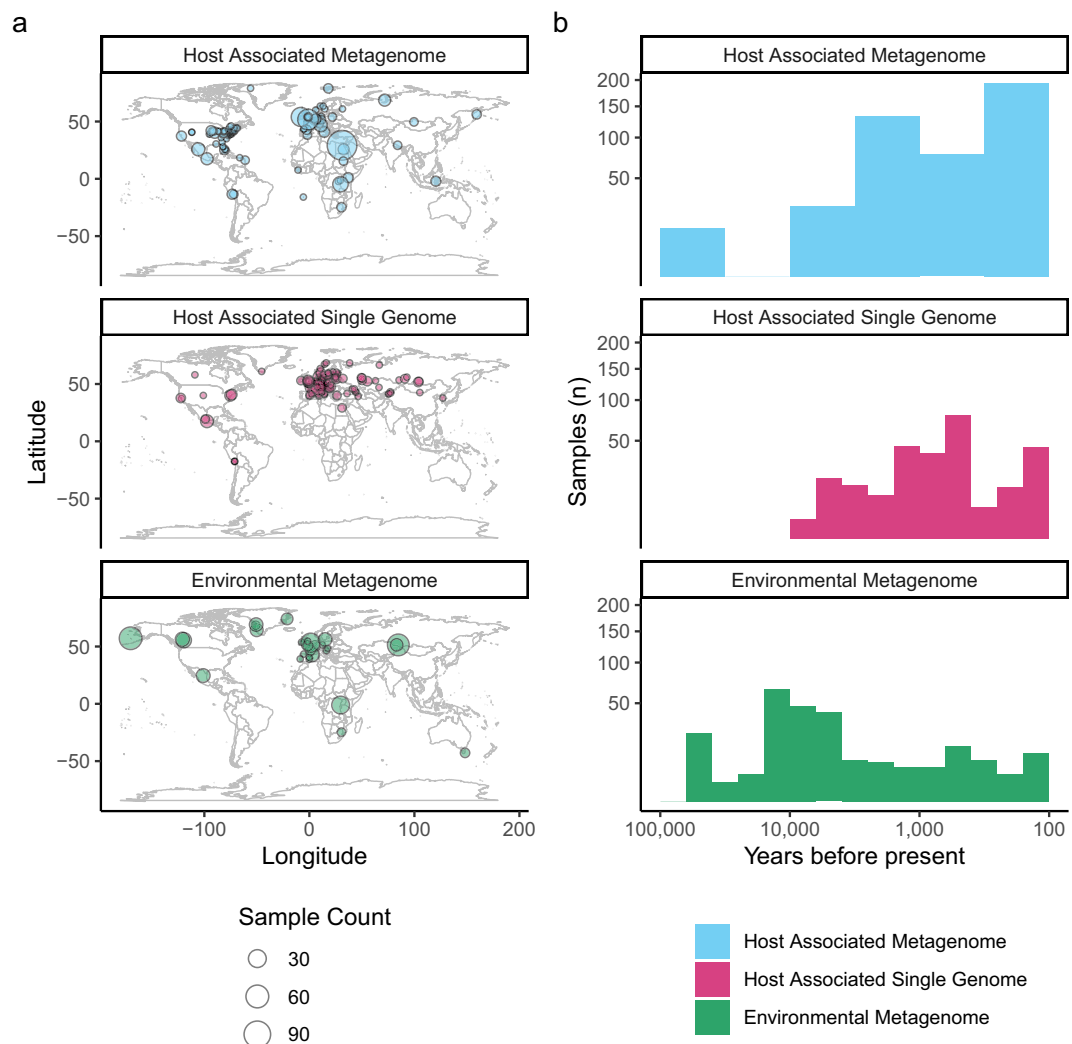 a
Host Associated Metagenome
50
0
−50
Host Associated Single Genome
50
0
−50
Environmental Metagenome
50
0
−50
−100 0 100 200
Latitude
Longitude
Sample Count
30
60
90
b
Host Associated Metagenome
200
150
100
50
Host Associated Single Genome
200
150
100
50
Environmental Metagenome
200
150
100
50
100,000 10,000 1,000 100
Samples (n)
Years before present
Host Associated Metagenome
Host Associated Single Genome
Environmental Metagenome